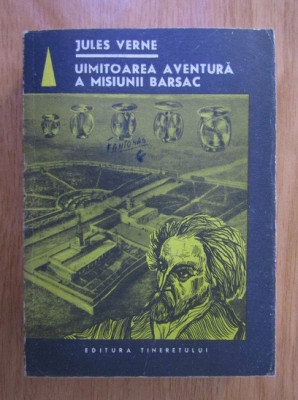 JULES VERNE
UIMITOAREA AVENTURĂ
A MISIUNII BARSAC
EDITURA TINERETULUI